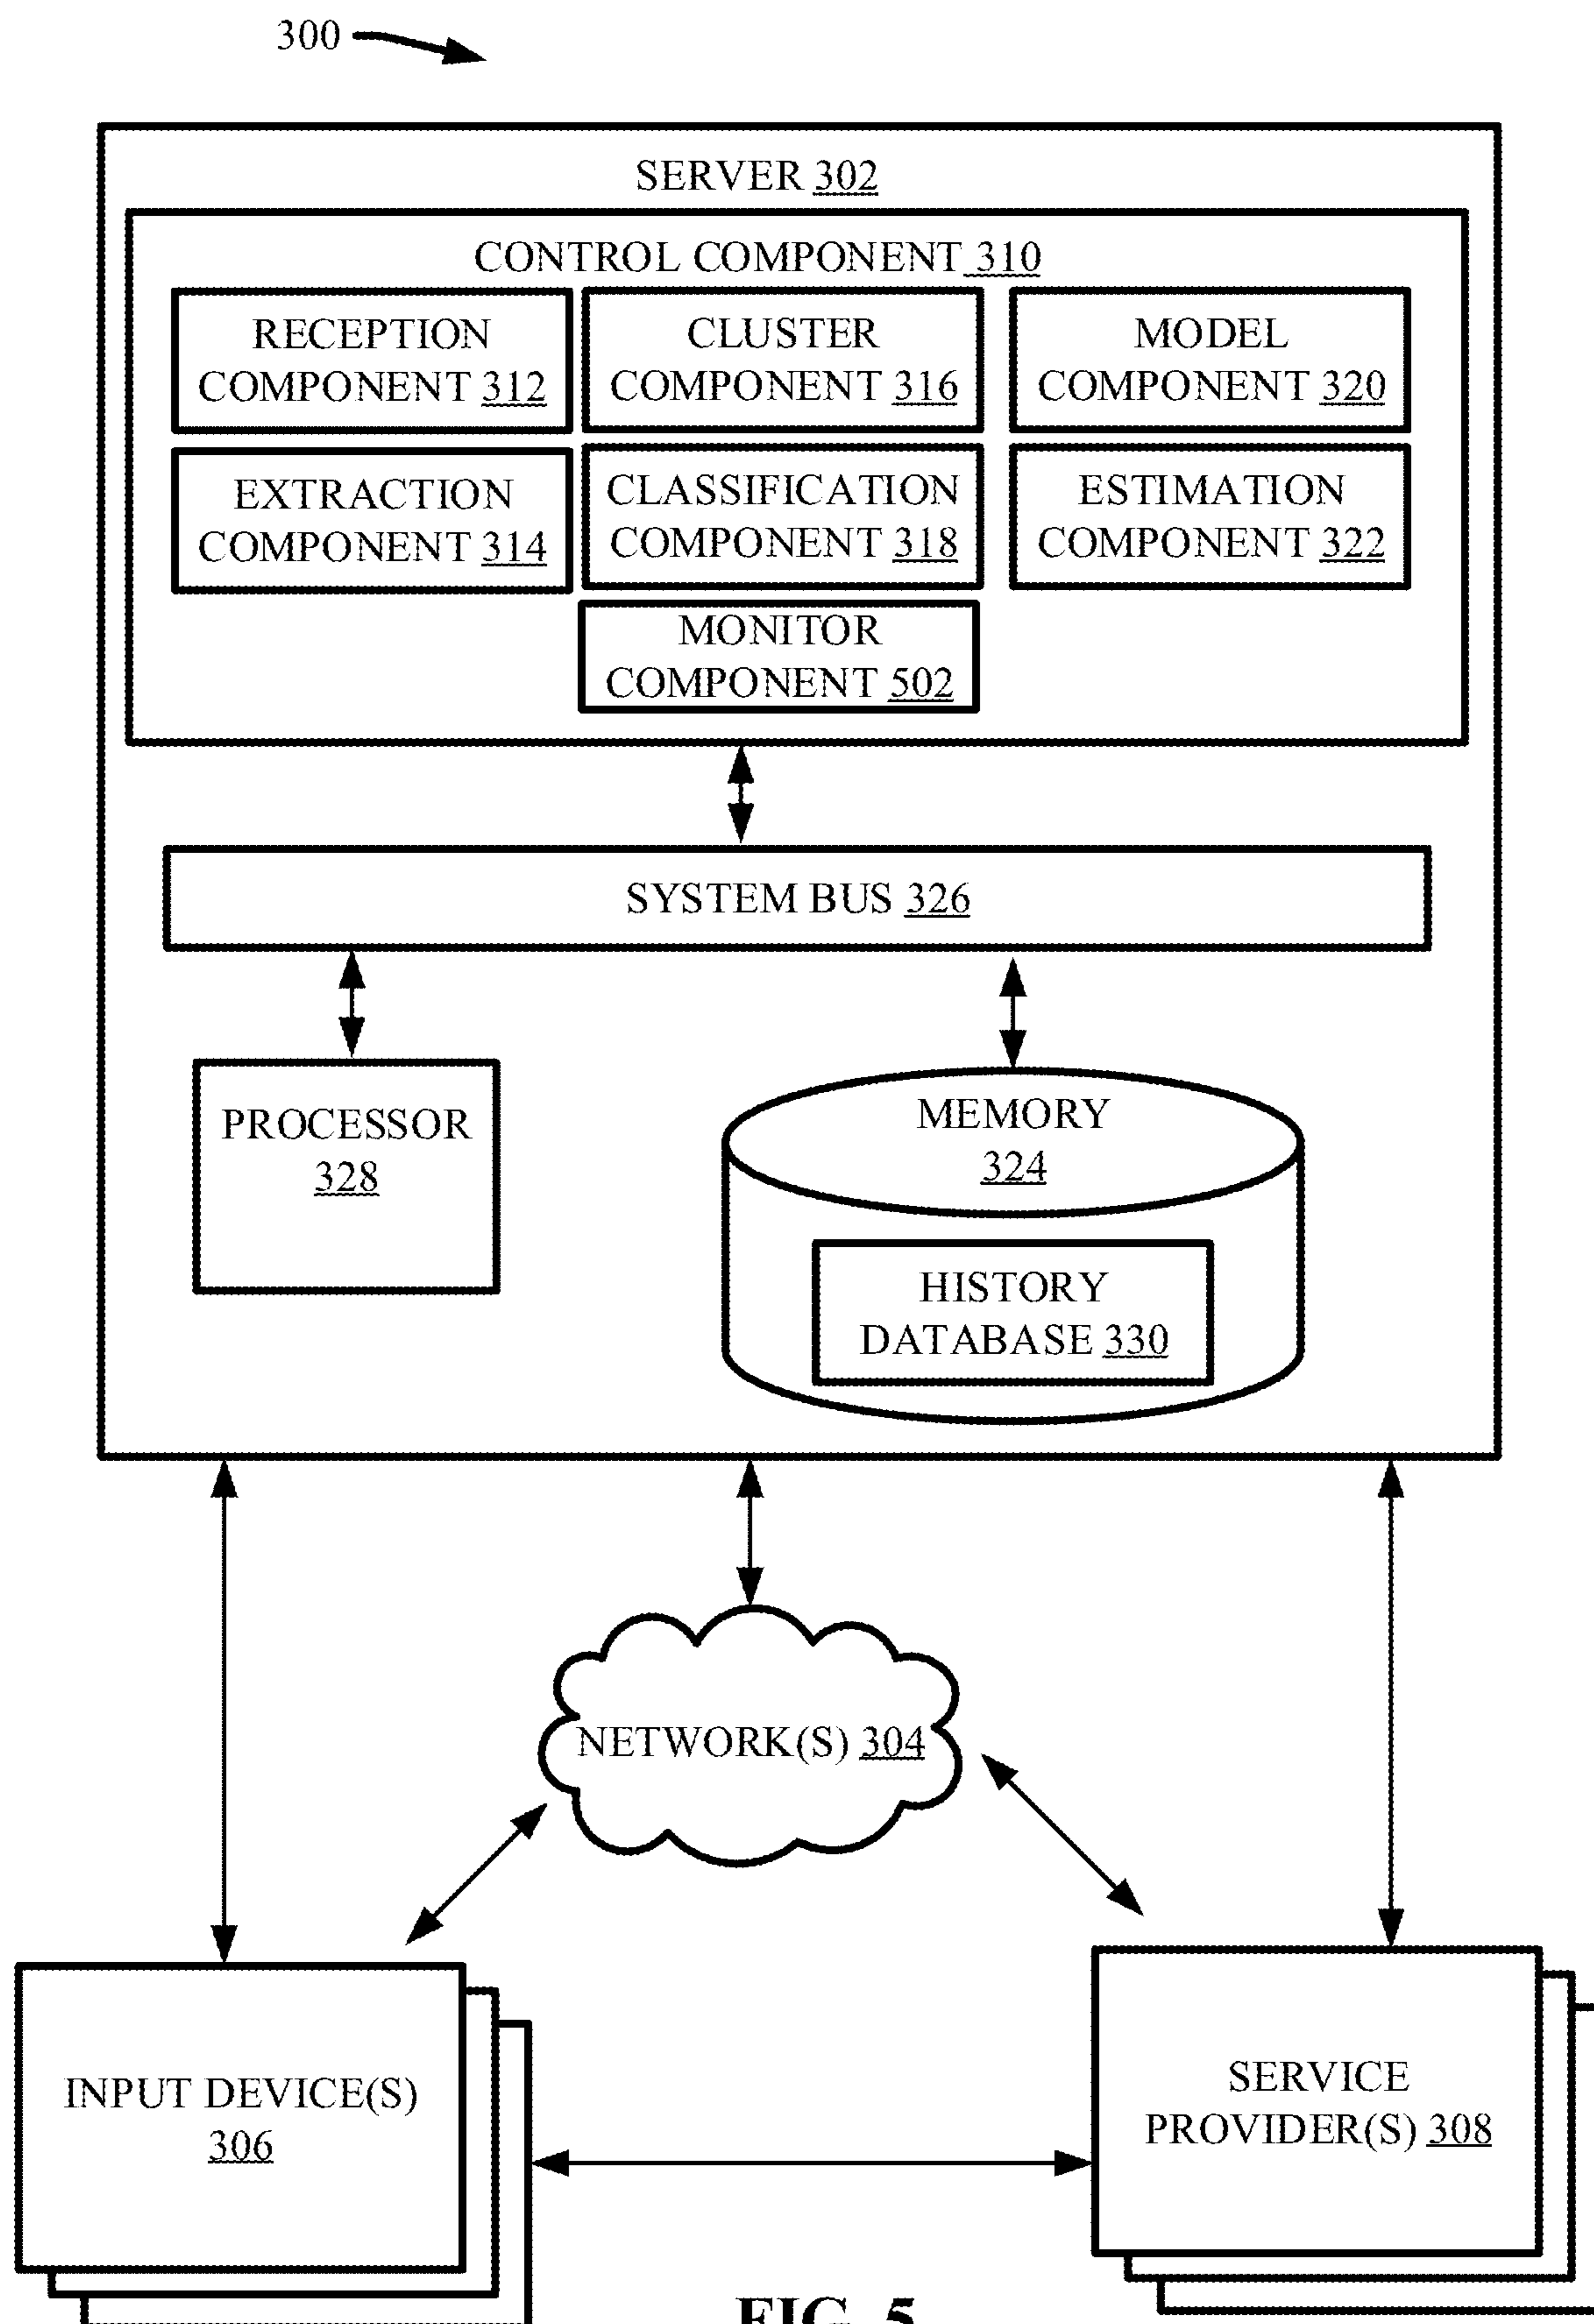 300
SERVER 302
CONTROL COMPONENT 310
RECEPTION
COMPONENT 312
CLUSTER
COMPONENT 316
MODEL
COMPONENT 320
EXTRACTION
COMPONENT 314
CLASSIFICATION
COMPONENT 318
ESTIMATION
COMPONENT 322
MONITOR
COMPONENT 502
SYSTEM BUS 326
PROCESSOR
328
MEMORY
324
HISTORY
DATABASE 330
NETWORK(S) 304
INPUT DEVICE(S)
306
SERVICE
PROVIDER(S) 308
FIG. 5